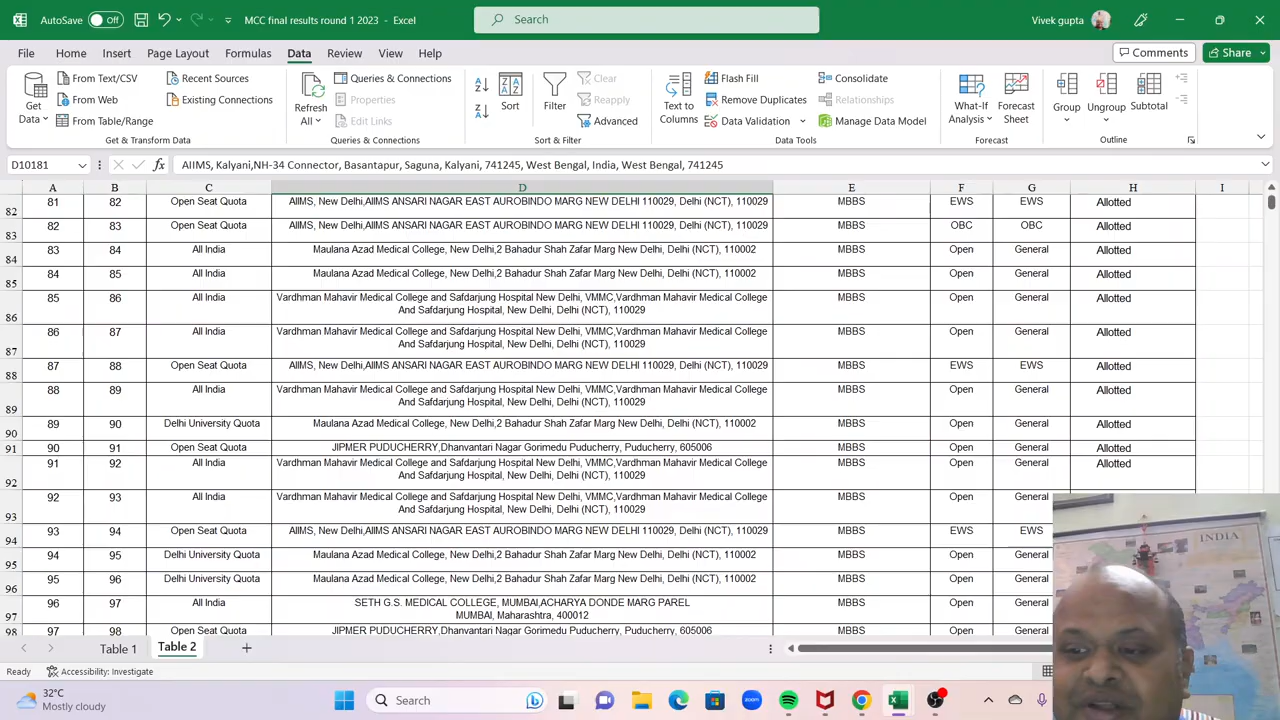 AutoSave Off MCC final results round 1 2023 - Excel Search Vivek gupta
File Home Insert Page Layout Formulas Data Review View Help Comments Share
Get Data From Text/CSV From Web From Table/Range Recent Sources Existing Connections
Get & Transform Data
Refresh All Queries & Connections Properties Edit Links
Queries & Connections
Sort Filter Clear Reapply Advanced
Sort & Filter
Text to Columns Flash Fill Remove Duplicates Data Validation Consolidate Relationships Manage Data Model
Data Tools
What-If Analysis Forecast Sheet
Forecast
Group Ungroup Subtotal
Outline
D10181 fx AIIMS, Kalyani,NH-34 Connector, Basantapur, Saguna, Kalyani, 741245, West Bengal, India, West Bengal, 741245
A B C D E F G H I
82 81 82 Open Seat Quota AIIMS, New Delhi,AIIMS ANSARI NAGAR EAST AUROBINDO MARG NEW DELHI 110029, Delhi (NCT), 110029 MBBS EWS EWS Allotted
83 82 83 Open Seat Quota AIIMS, New Delhi,AIIMS ANSARI NAGAR EAST AUROBINDO MARG NEW DELHI 110029, Delhi (NCT), 110029 MBBS OBC OBC Allotted
84 83 84 All India Maulana Azad Medical College, New Delhi,2 Bahadur Shah Zafar Marg New Delhi, Delhi (NCT), 110002 MBBS Open General Allotted
85 84 85 All India Maulana Azad Medical College, New Delhi,2 Bahadur Shah Zafar Marg New Delhi, Delhi (NCT), 110002 MBBS Open General Allotted
85 86 All India Vardhman Mahavir Medical College and Safdarjung Hospital New Delhi, VMMC,Vardhman Mahavir Medical College MBBS Open General Allotted
86 And Safdarjung Hospital, New Delhi, Delhi (NCT), 110029
86 87 All India Vardhman Mahavir Medical College and Safdarjung Hospital New Delhi, VMMC,Vardhman Mahavir Medical College MBBS Open General Allotted
87 And Safdarjung Hospital, New Delhi, Delhi (NCT), 110029
88 87 88 Open Seat Quota AIIMS, New Delhi,AIIMS ANSARI NAGAR EAST AUROBINDO MARG NEW DELHI 110029, Delhi (NCT), 110029 MBBS EWS EWS Allotted
88 89 All India Vardhman Mahavir Medical College and Safdarjung Hospital New Delhi, VMMC,Vardhman Mahavir Medical College MBBS Open General Allotted
89 And Safdarjung Hospital, New Delhi, Delhi (NCT), 110029
90 89 90 Delhi University Quota Maulana Azad Medical College, New Delhi,2 Bahadur Shah Zafar Marg New Delhi, Delhi (NCT), 110002 MBBS Open General Allotted
91 90 91 Open Seat Quota JIPMER PUDUCHERRY,Dhanvantari Nagar Gorimedu Puducherry, Puducherry, 605006 MBBS Open General Allotted
91 92 All India Vardhman Mahavir Medical College and Safdarjung Hospital New Delhi, VMMC,Vardhman Mahavir Medical College MBBS Open General Allotted
92 And Safdarjung Hospital, New Delhi, Delhi (NCT), 110029
92 93 All India Vardhman Mahavir Medical College and Safdarjung Hospital New Delhi, VMMC,Vardhman Mahavir Medical College MBBS Open General
93 And Safdarjung Hospital, New Delhi, Delhi (NCT), 110029
94 93 94 Open Seat Quota AIIMS, New Delhi,AIIMS ANSARI NAGAR EAST AUROBINDO MARG NEW DELHI 110029, Delhi (NCT), 110029 MBBS EWS EWS
95 94 95 Delhi University Quota Maulana Azad Medical College, New Delhi,2 Bahadur Shah Zafar Marg New Delhi, Delhi (NCT), 110002 MBBS Open General
96 95 96 Delhi University Quota Maulana Azad Medical College, New Delhi,2 Bahadur Shah Zafar Marg New Delhi, Delhi (NCT), 110002 MBBS Open General
96 97 All India SETH G.S. MEDICAL COLLEGE, MUMBAI,ACHARYA DONDE MARG PAREL MBBS Open General
97 MUMBAI, Maharashtra, 400012
98 97 98 Open Seat Quota JIPMER PUDUCHERRY,Dhanvantari Nagar Gorimedu Puducherry, Puducherry, 605006 MBBS Open General
INDIA
Table 1 Table 2
Ready Accessibility: Investigate
32°C
Mostly cloudy
Search